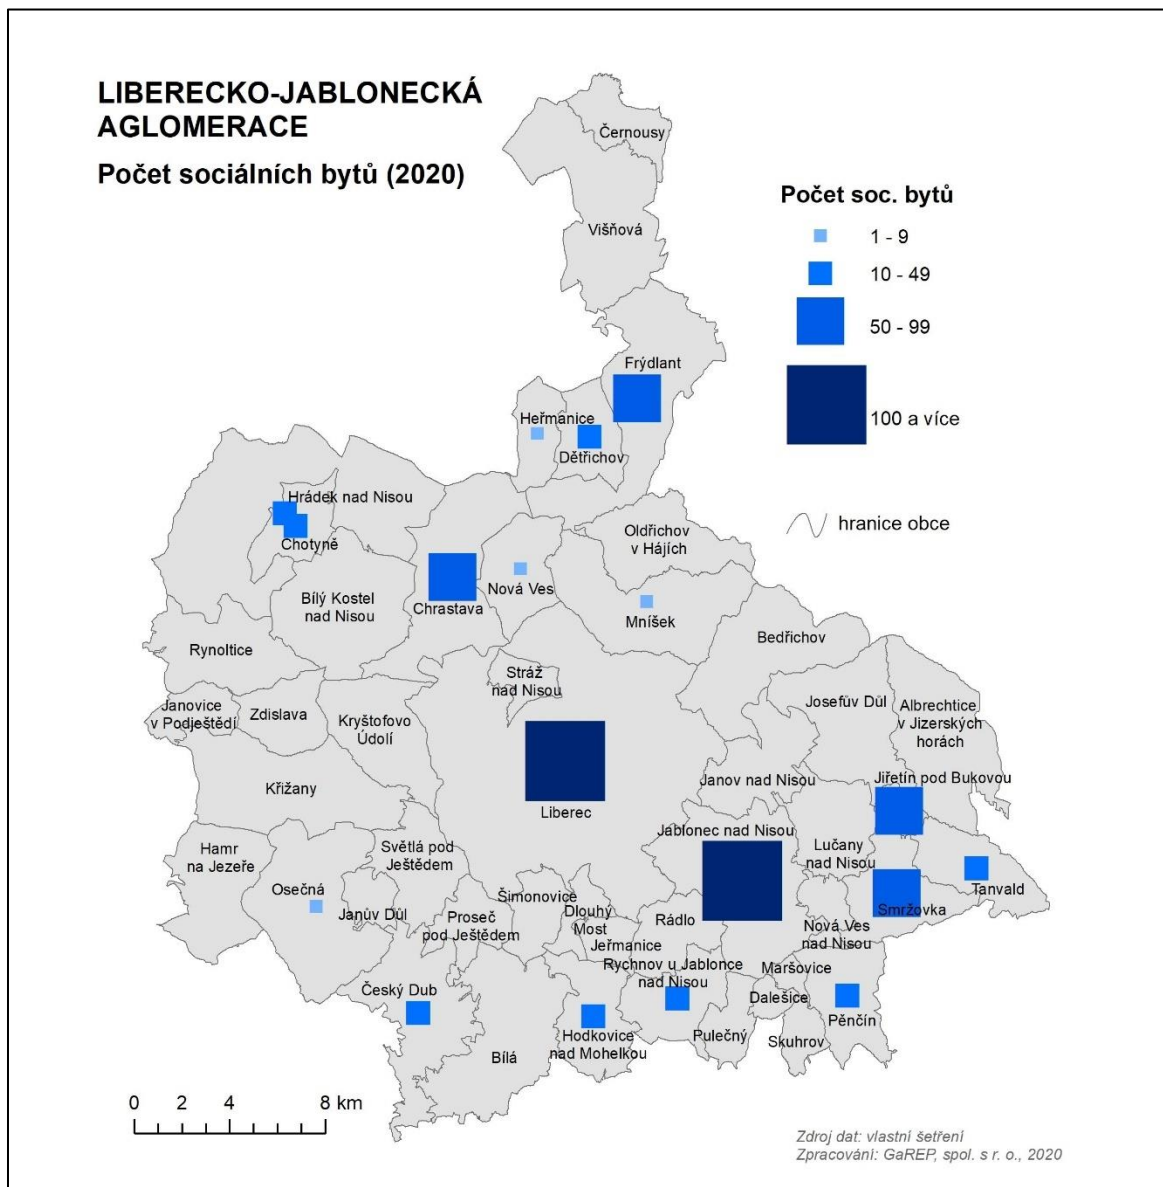 LIBERECKO-JABLONECKÁ
AGLOMERACE
Počet sociálních bytů (2020)
Počet soc. bytů
1 - 9
10 - 49
50 - 99
100 a více
hranice obce
Černousy
Višňová
Frýdlant
Heřmanice
Dětřichov
Hrádek nad Nisou
Chotyně
Oldřichov
v Hájích
Bílý Kostel
nad Nisou
Chrastava
Nová Ves
Mníšek
Bedřichov
Rynoltice
Stráž
nad Nisou
Janovice
v Podještědí
Zdislava
Kryštofovo
Údolí
Josefův Důl
Albrechtice
v Jizerských
horách
Křižany
Janov nad Nisou
Jiřetín pod Bukovou
Liberec
Jablonec nad Nisou
Hamr
na Jezeře
Světlá pod
Ještědem
Lučany
nad Nisou
Osečná
Janův Důl
Šimonovice
Proseč
pod Ještědem
Dlouhý
Most
Jeřmanice
Rádlo
Smržovka
Tanvald
Nová Ves
nad Nisou
Rychnov u Jablonce
nad Nisou
Maršovice
Český Dub
Dalešice
Pěnčín
Hodkovice
nad Mohelkou
Pulečný
Skuhrov
Bílá
0 2 4 8 km
Zdroj dat: vlastní šetření
Zpracování: GaREP, spol. s r. o., 2020